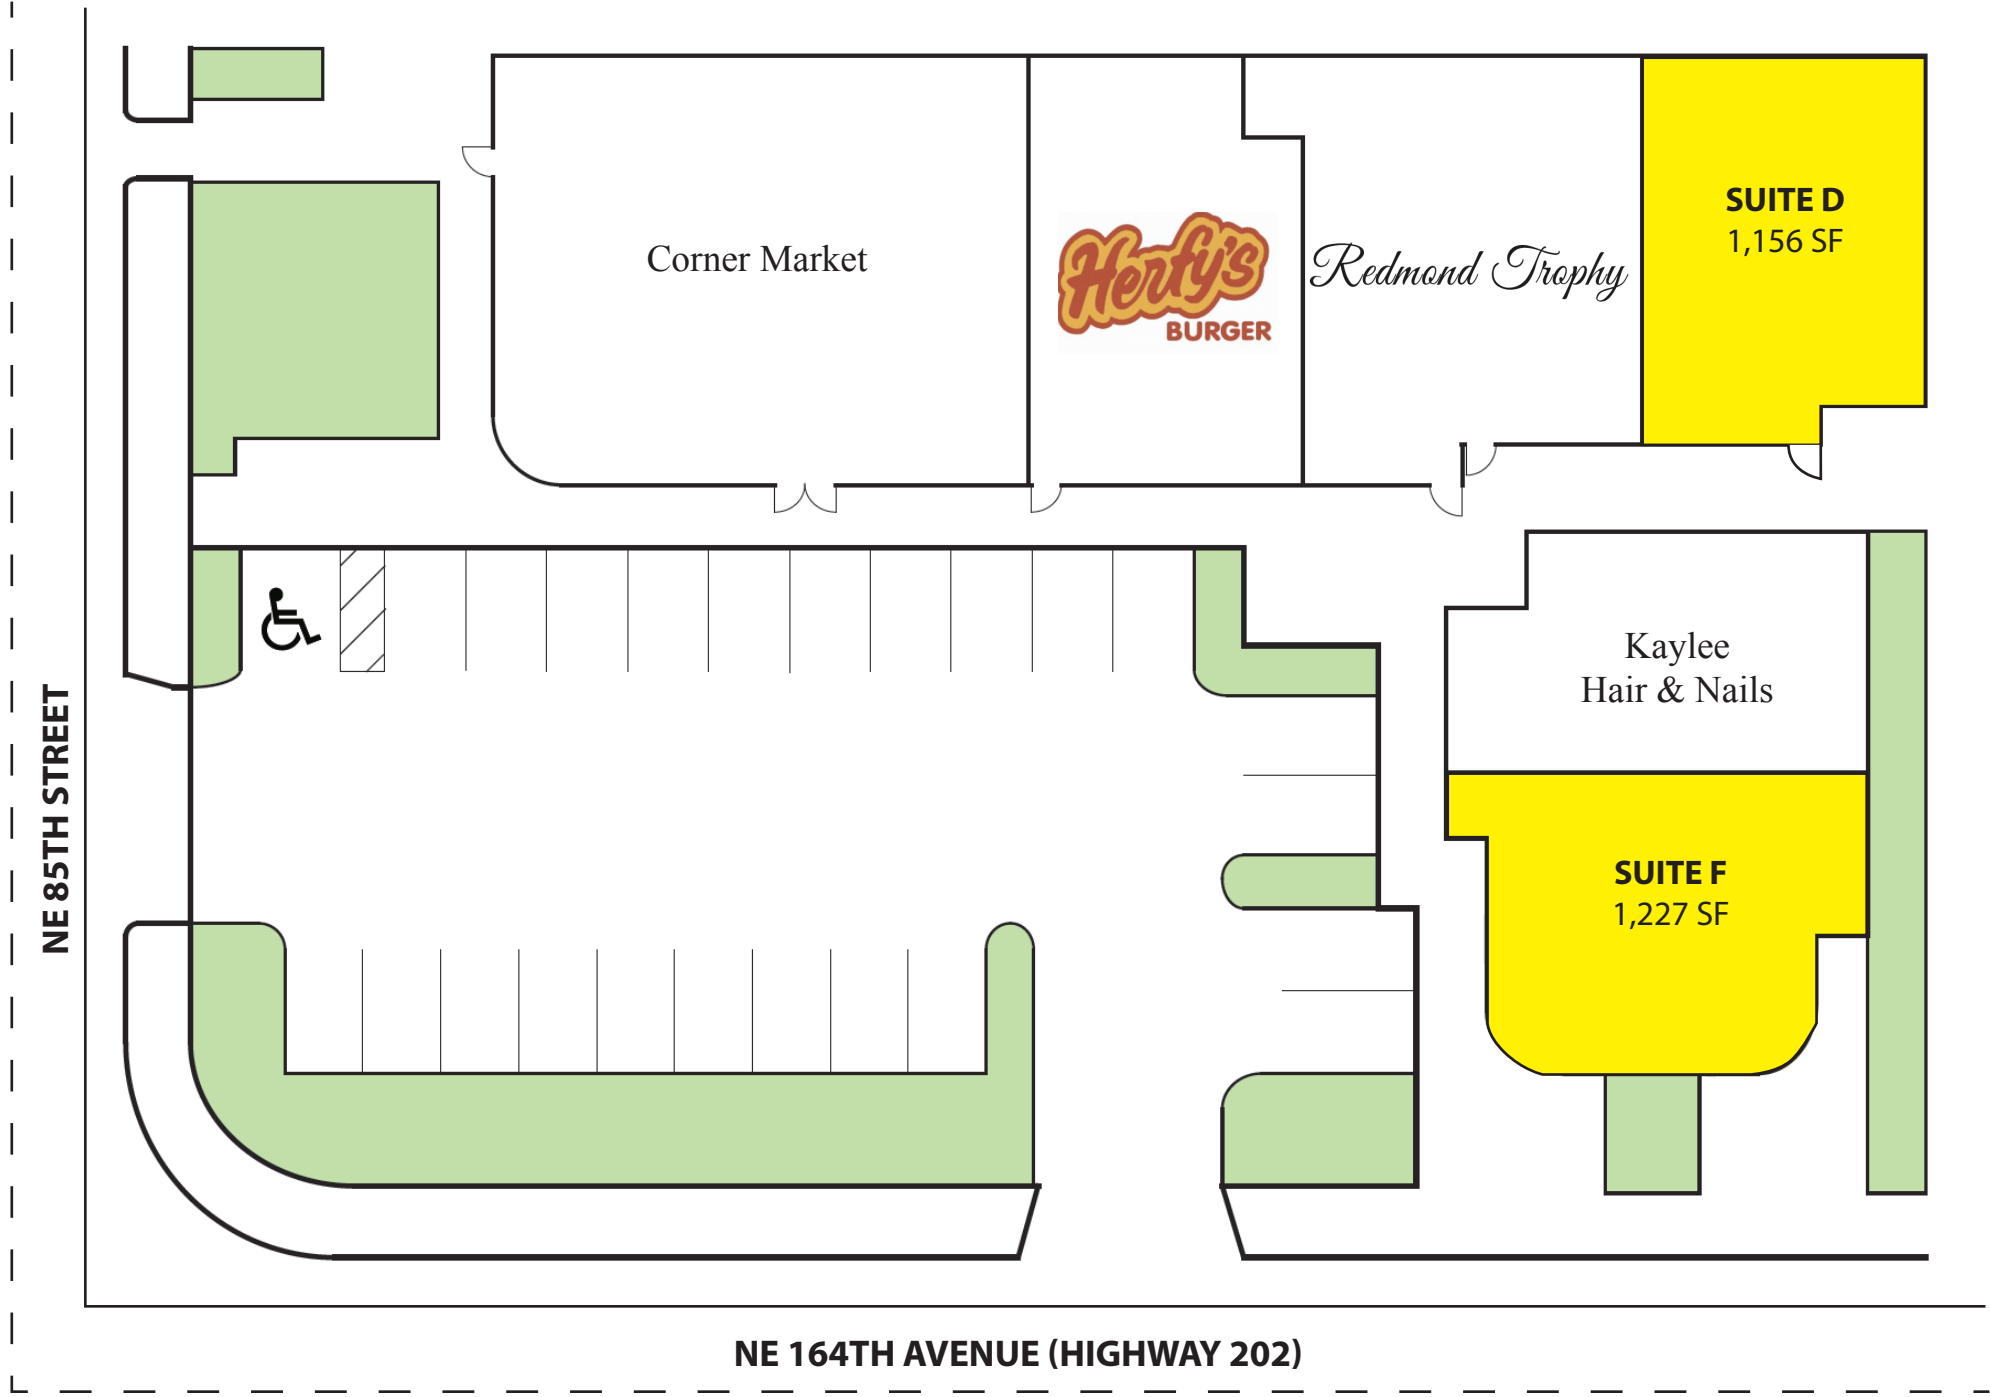 SUITE D
1,156 SF
Corner Market
Herfy's
BURGER
Redmond Trophy
Kaylee
Hair & Nails
SUITE F
1,227 SF
NE 85TH STREET
NE 164TH AVENUE (HIGHWAY 202)